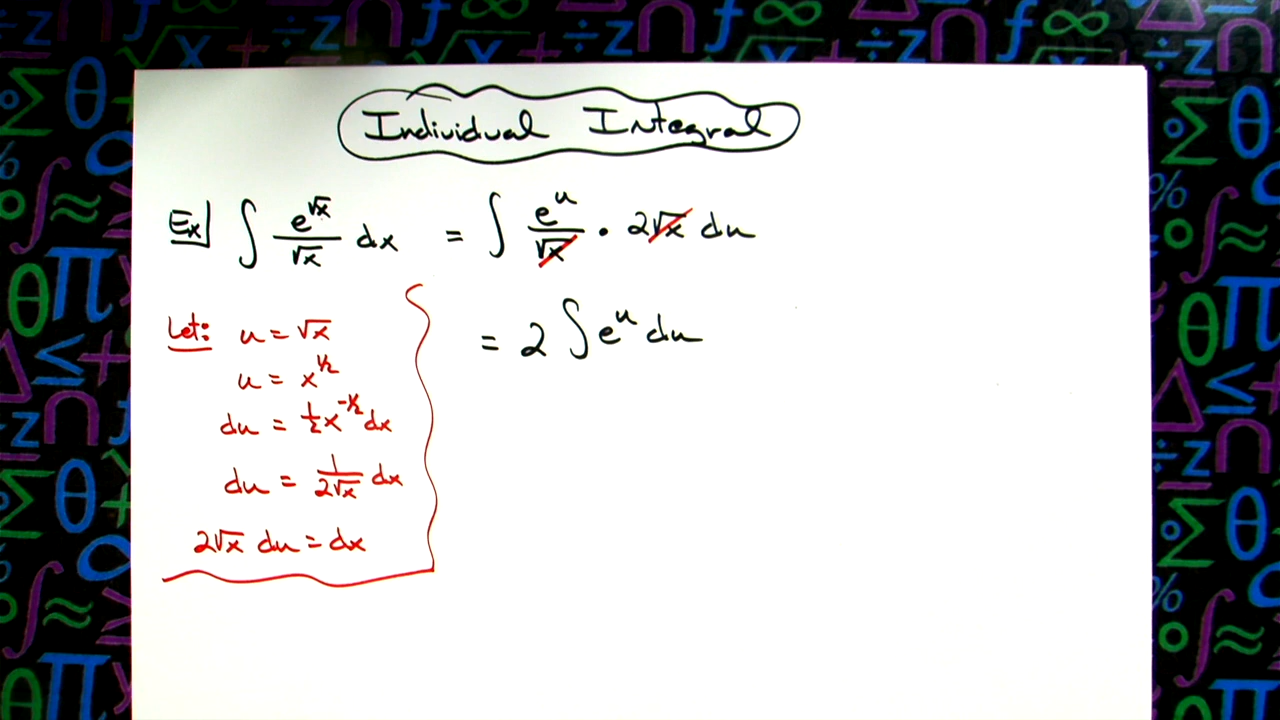 Individual Integral
Ex] ∫ e^√x / √x dx = ∫ e^u / √x · 2√x du
= 2 ∫ e^u du
Let: u = √x
u = x^1/2
du = 1/2 x^-1/2 dx
du = 1 / 2√x dx
2√x du = dx